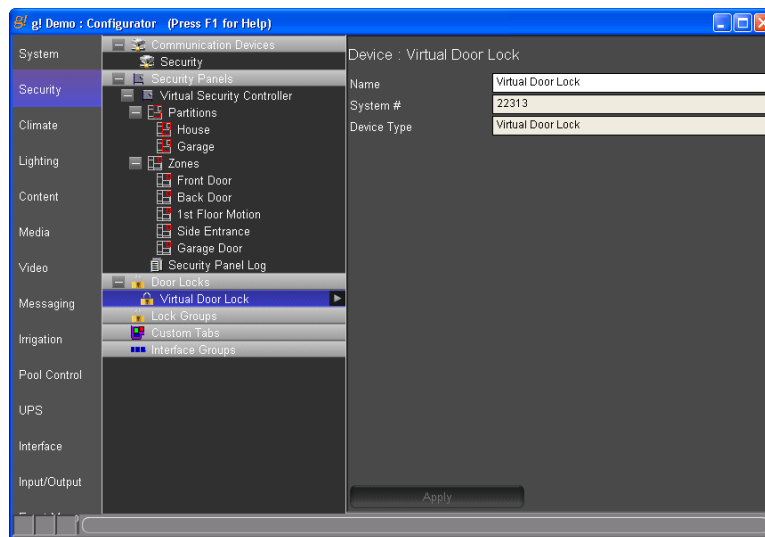 g! g! Demo : Configurator (Press F1 for Help)
System
Security
Climate
Lighting
Content
Media
Video
Messaging
Irrigation
Pool Control
UPS
Interface
Input/Output
Communication Devices
Security
Security Panels
Virtual Security Controller
Partitions
House
Garage
Zones
Front Door
Back Door
1st Floor Motion
Side Entrance
Garage Door
Security Panel Log
Door Locks
Virtual Door Lock
Lock Groups
Custom Tabs
Interface Groups
Device : Virtual Door Lock
Name Virtual Door Lock
System # 22313
Device Type Virtual Door Lock
Apply